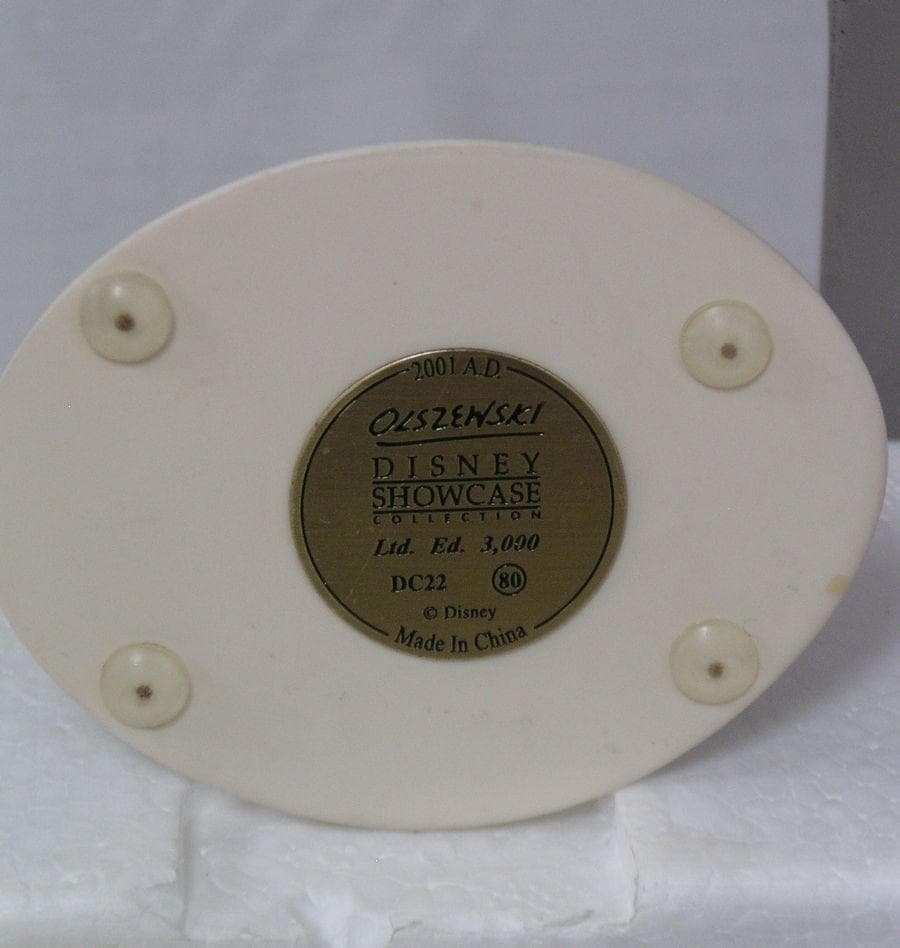 2001 A.D.
OLSZEWSKI
DISNEY
SHOWCASE
COLLECTION
Ltd. Ed. 3,000
DC22 80
© Disney
Made In China